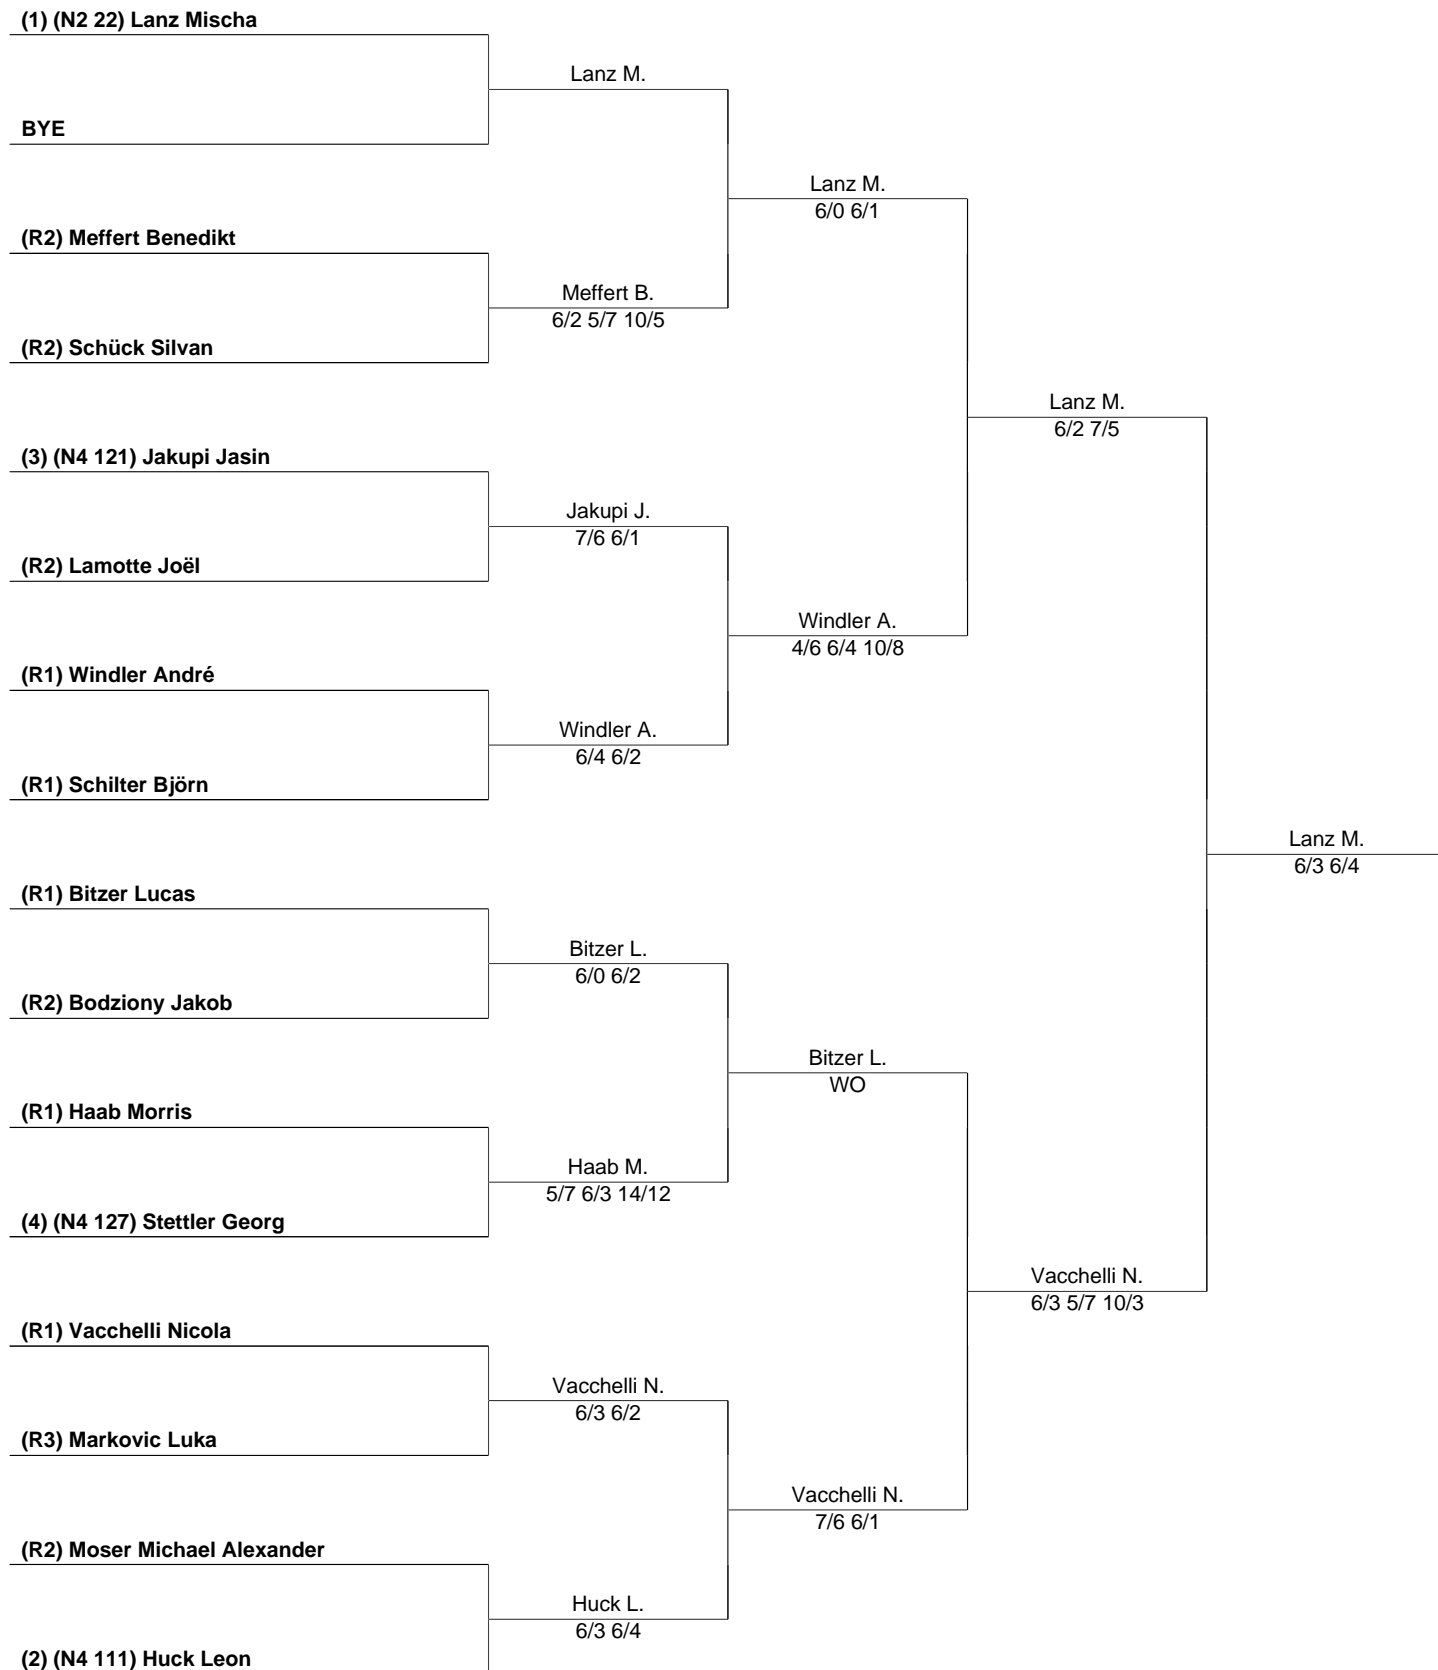 (1) (N2 22) Lanz Mischa
Lanz M.
BYE
Lanz M.
6/0 6/1
(R2) Meffert Benedikt
Meffert B.
6/2 5/7 10/5
(R2) Schück Silvan
Lanz M.
6/2 7/5
(3) (N4 121) Jakupi Jasin
Jakupi J.
7/6 6/1
(R2) Lamotte Joël
Windler A.
4/6 6/4 10/8
(R1) Windler André
Windler A.
6/4 6/2
(R1) Schilter Björn
Lanz M.
6/3 6/4
(R1) Bitzer Lucas
Bitzer L.
6/0 6/2
(R2) Bodziony Jakob
Bitzer L.
WO
(R1) Haab Morris
Haab M.
5/7 6/3 14/12
(4) (N4 127) Stettler Georg
Vacchelli N.
6/3 5/7 10/3
(R1) Vacchelli Nicola
Vacchelli N.
6/3 6/2
(R3) Markovic Luka
Vacchelli N.
7/6 6/1
(R2) Moser Michael Alexander
Huck L.
6/3 6/4
(2) (N4 111) Huck Leon